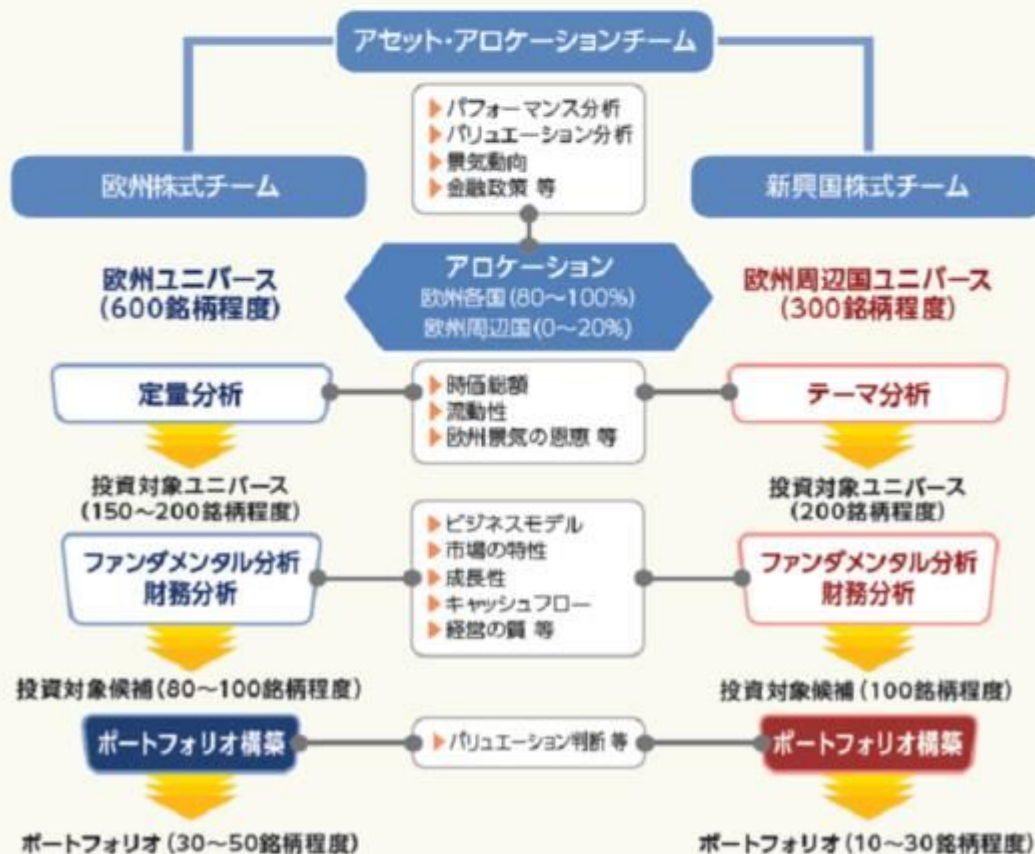 アセット・アロケーションチーム
▶パフォーマンス分析
▶バリュエーション分析
▶景気動向
▶金融政策 等
欧州株式チーム
新興国株式チーム
欧州ユニバース
(600銘柄程度)
アロケーション
欧州各国(80～100%)
欧州周辺国(0～20%)
欧州周辺国ユニバース
(300銘柄程度)
定量分析
▶時価総額
▶流動性
▶欧州景気の恩恵 等
テーマ分析
投資対象ユニバース
(150～200銘柄程度)
投資対象ユニバース
(200銘柄程度)
ファンダメンタル分析
財務分析
▶ビジネスモデル
▶市場の特性
▶成長性
▶キャッシュフロー
▶経営の質 等
ファンダメンタル分析
財務分析
投資対象候補(80～100銘柄程度)
投資対象候補(100銘柄程度)
ポートフォリオ構築
▶バリュエーション判断 等
ポートフォリオ構築
ポートフォリオ(30～50銘柄程度)
ポートフォリオ(10～30銘柄程度)